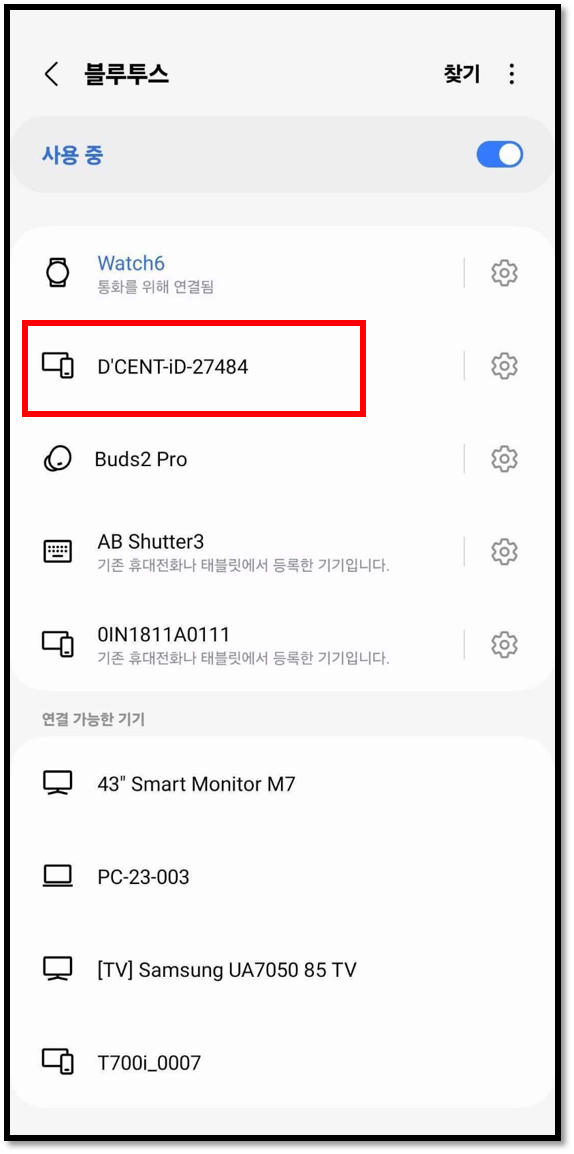 블루투스
찾기
사용 중
Watch6
통화를 위해 연결됨
D'CENT-iD-27484
Buds2 Pro
AB Shutter3
기존 휴대전화나 태블릿에서 등록한 기기입니다.
0IN1811A0111
기존 휴대전화나 태블릿에서 등록한 기기입니다.
연결 가능한 기기
43" Smart Monitor M7
PC-23-003
[TV] Samsung UA7050 85 TV
T700i_0007